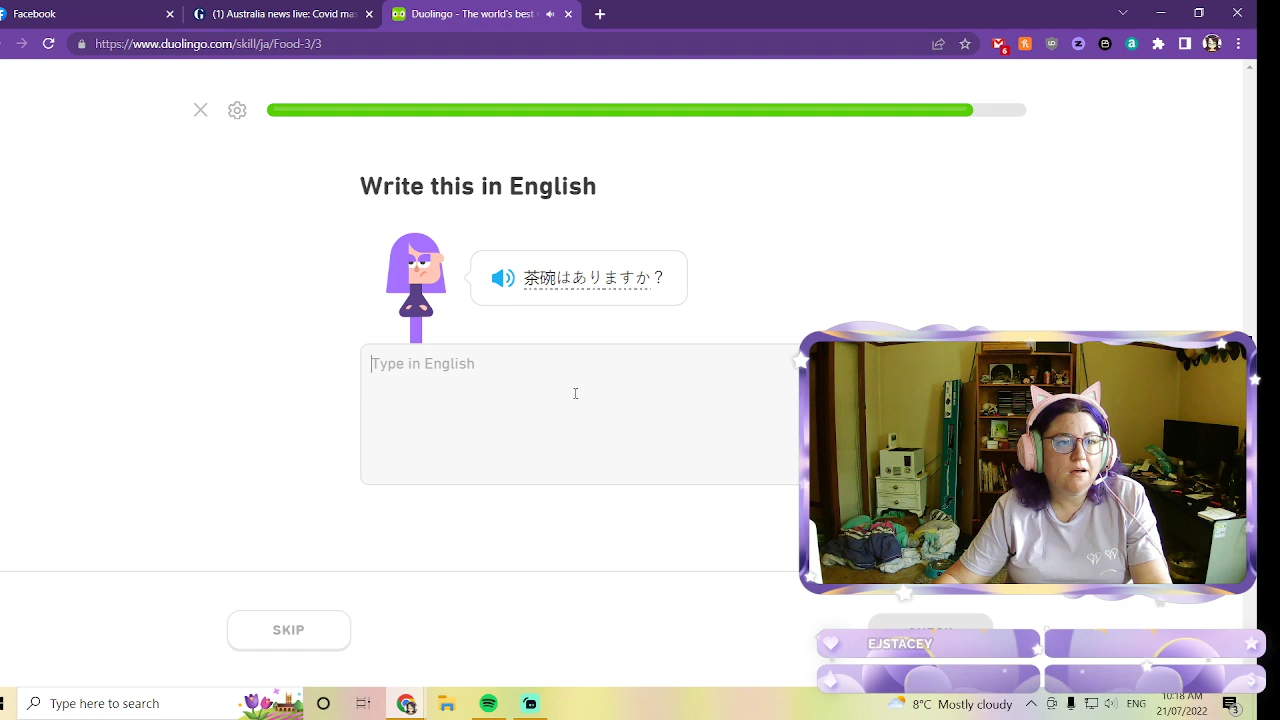 Facebook
(1) Australia news live: Covid mas
Duolingo - The world's best
https://www.duolingo.com/skill/ja/Food-3/3
6
Write this in English
茶碗はありますか？
Type in English
SKIP
EJSTACEY
Type here to search
8°C Mostly cloudy
ENG
10:18 AM
21/07/2022